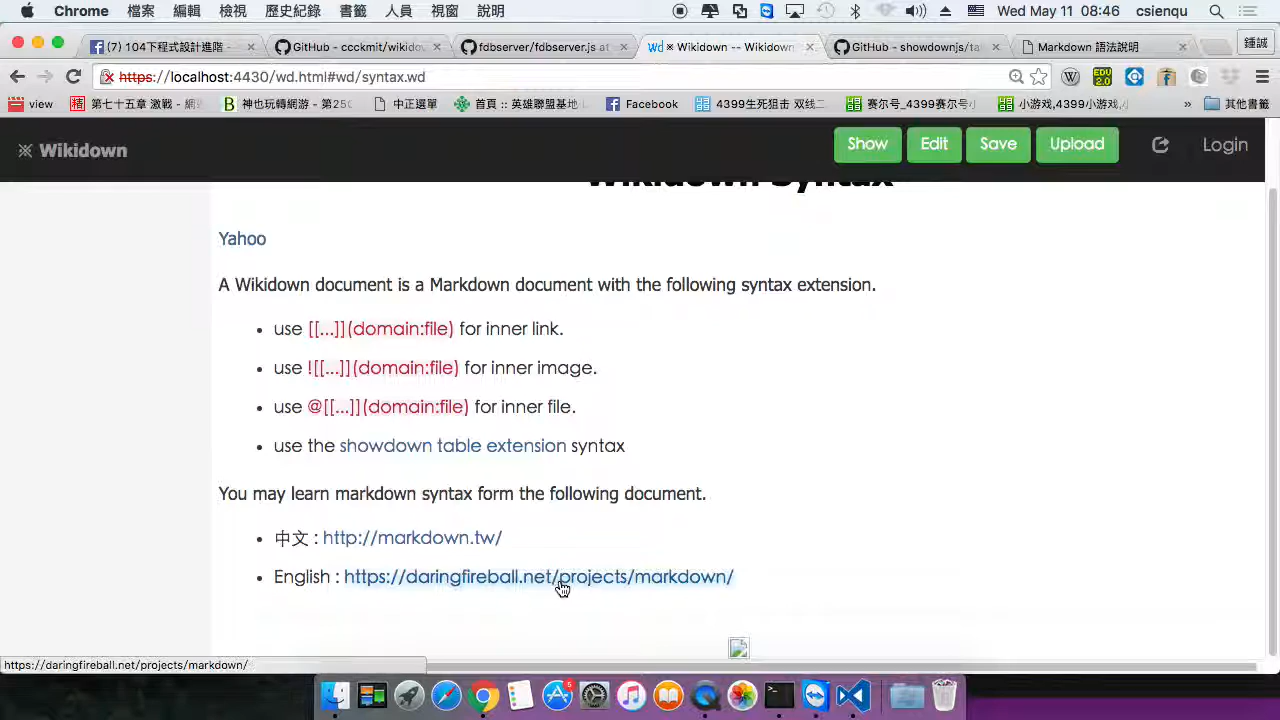 Chrome 檔案 編輯 檢視 歷史紀錄 書籤 人員 視窗 說明 Wed May 11 08:46 csienqu
(7) 104下程式設計進階 - GitHub - ccckmit/wikido fdbserver/fdbserver.js at Wd ※ Wikidown -- Wikidown GitHub - showdownjs/ta Markdown 語法說明 鍾誠
https://localhost:4430/wd.html#wd/syntax.wd
view 第七十五章 激戰 - 神也玩轉网游 - 第250 中正選單 首頁 : 英雄聯盟基地 Facebook 4399生死狙击 双线二 赛尔号_4399赛尔号小 小游戏,4399小游戏,小 » 其他書籤
※ Wikidown Show Edit Save Upload Login
Wikidown Syntax
Yahoo
A Wikidown document is a Markdown document with the following syntax extension.
• use [[...]](domain:file) for inner link.
• use ![[...]](domain:file) for inner image.
• use @[[...]](domain:file) for inner file.
• use the showdown table extension syntax
You may learn markdown syntax form the following document.
• 中文 : http://markdown.tw/
• English : https://daringfireball.net/projects/markdown/
https://daringfireball.net/projects/markdown/